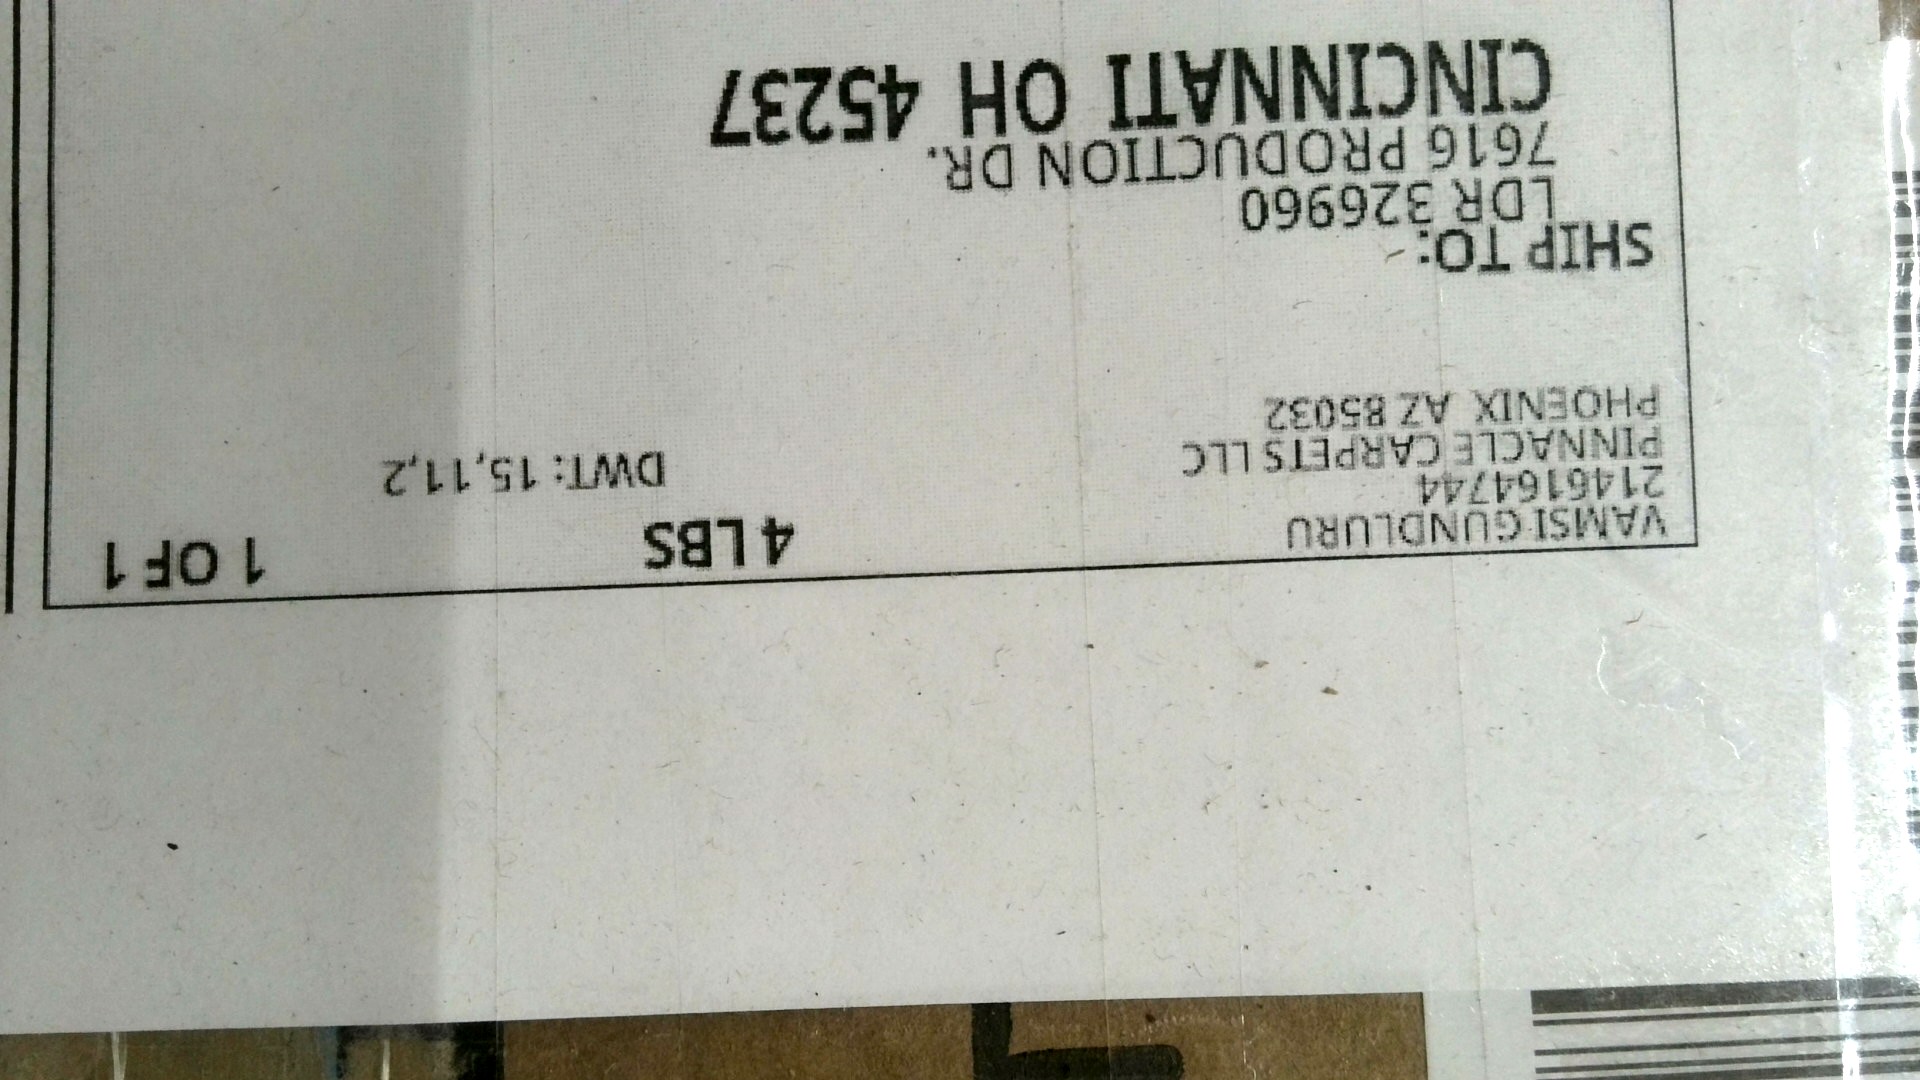 VAMSI GUNDLURU
2146164744
PINNACLE CARPETS LLC
PHOENIX AZ 85032
4 LBS
1 OF 1
DWT: 15,11,2
SHIP TO:
LDR 326960
7616 PRODUCTION DR.
CINCINNATI OH 45237